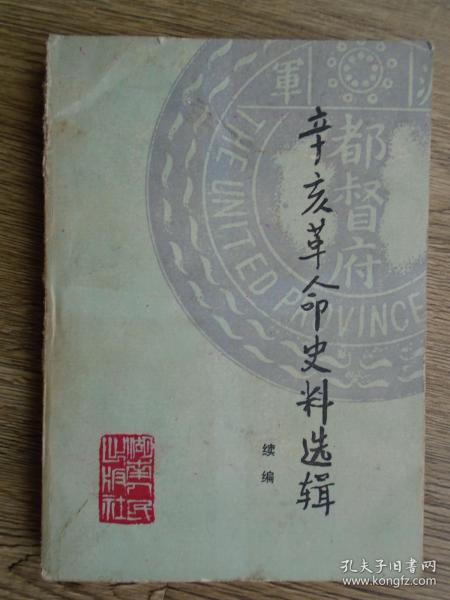 辛亥革命史料选辑
续编
軍
都督府
THE UNITED PROVINCE
湖南人民
出版社
孔夫子旧书网
www.kongfz.com